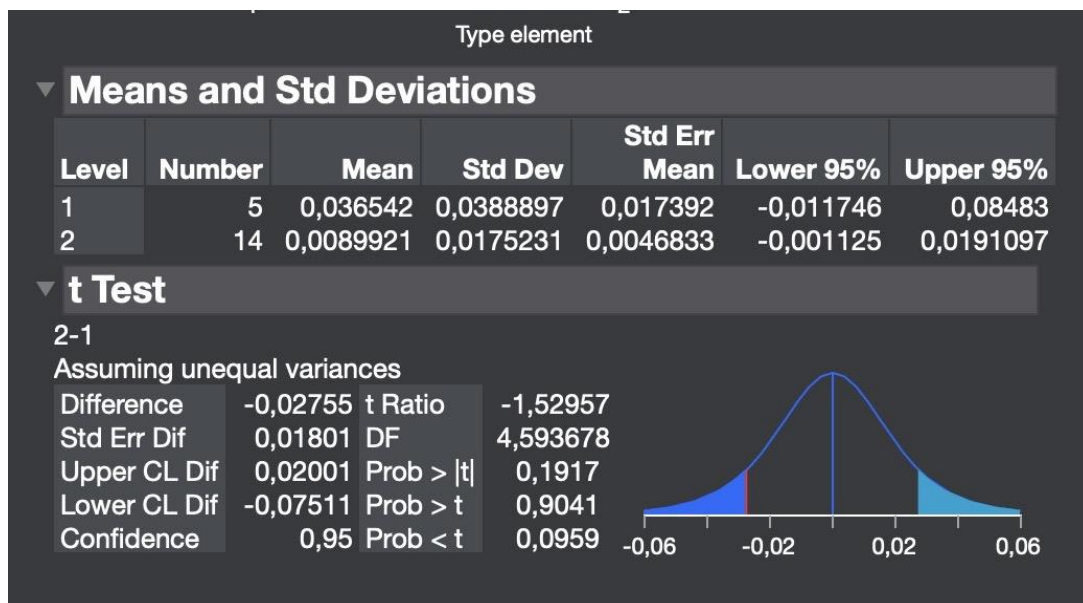 Type element
Means and Std Deviations
Level Number Mean Std Dev Std Err Mean Lower 95% Upper 95%
1 5 0,036542 0,0388897 0,017392 -0,011746 0,08483
2 14 0,0089921 0,0175231 0,0046833 -0,001125 0,0191097
t Test
2-1
Assuming unequal variances
Difference -0,02755 t Ratio -1,52957
Std Err Dif 0,01801 DF 4,593678
Upper CL Dif 0,02001 Prob > |t| 0,1917
Lower CL Dif -0,07511 Prob > t 0,9041
Confidence 0,95 Prob < t 0,0959
-0,06 -0,02 0,02 0,06